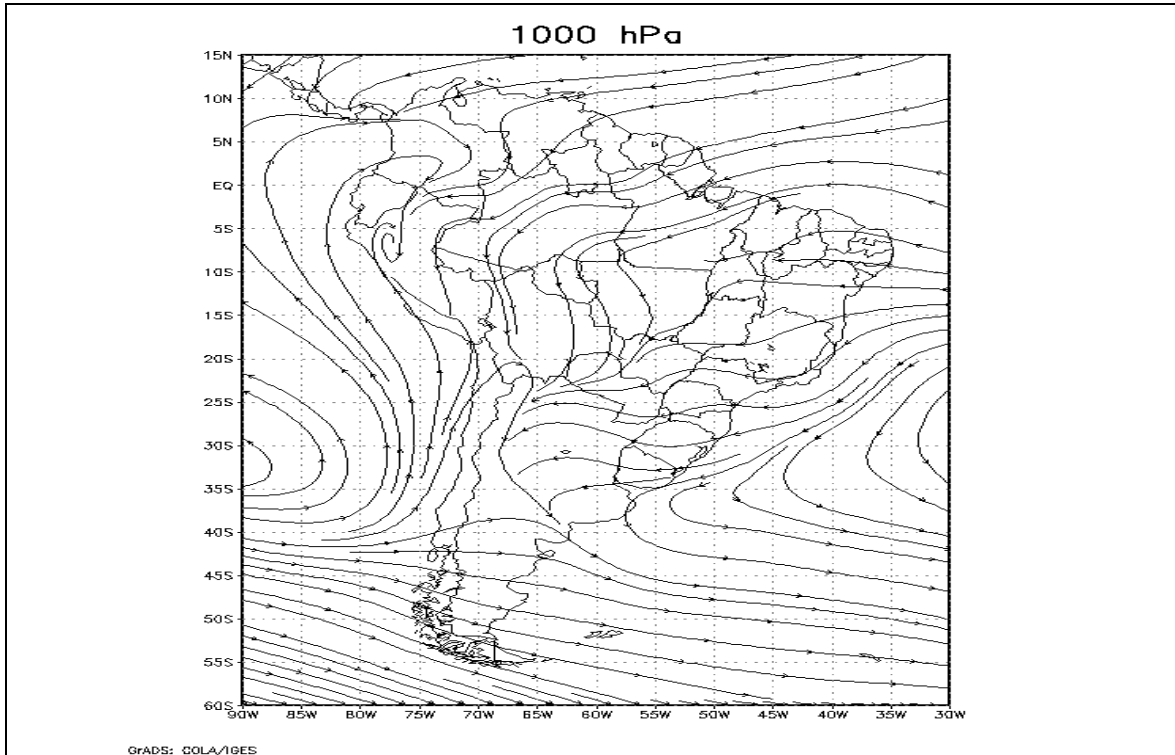 1000 hPa
15N
10N
5N
EQ
5S
10S
15S
20S
25S
30S
35S
40S
45S
50S
55S
60S
90W 85W 80W 75W 70W 65W 60W 55W 50W 45W 40W 35W 30W
GrADS: COLA/IGES